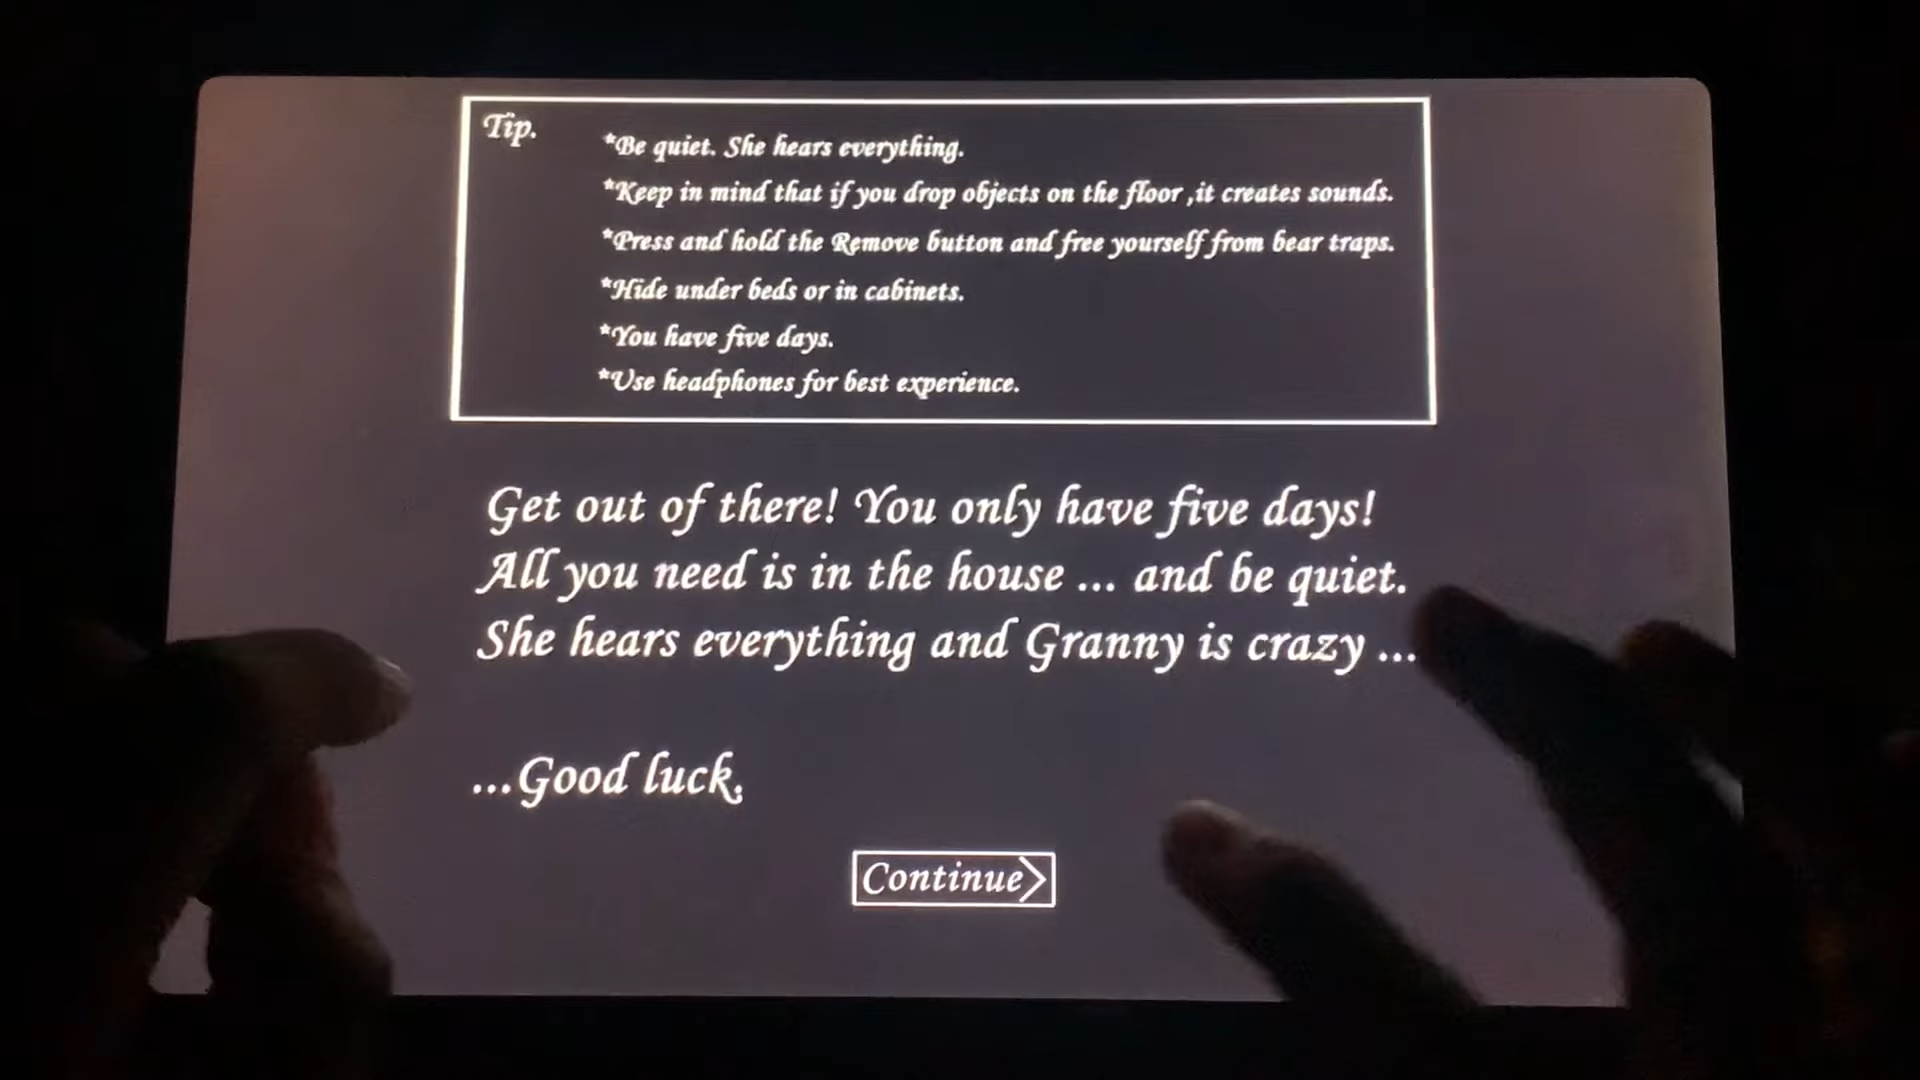 Tip.
*Be quiet. She hears everything.
*Keep in mind that if you drop objects on the floor ,it creates sounds.
*Press and hold the Remove button and free yourself from bear traps.
*Hide under beds or in cabinets.
*You have five days.
*Use headphones for best experience.
Get out of there! You only have five days!
All you need is in the house ... and be quiet.
She hears everything and Granny is crazy ...
...Good luck.
Continue>